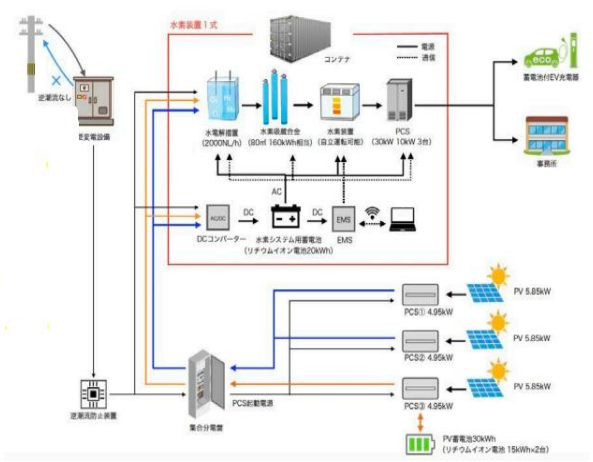 水素装置1式
コンテナ
電源
通信
逆潮流なし
受変電設備
水電解措置
(2000NL/h)
水素吸蔵合金
(80㎥ 160kWh相当)
水素装置
(自立運転可能)
PCS
(30kW 10kW 3台)
eco
蓄電池付EV充電器
事務所
AC
AC/DC
DC
DC
EMS
DCコンバーター
水素システム用蓄電池
(リチウムイオン電池20kWh)
EMS
PV 5.85kW
PCS① 4.95kW
PV 5.85kW
PCS② 4.95kW
PV 5.85kW
PCS③ 4.95kW
逆潮流防止装置
集合分電盤
PCS起動電源
PV蓄電池30kWh
(リチウムイオン電池 15kWh×2台)